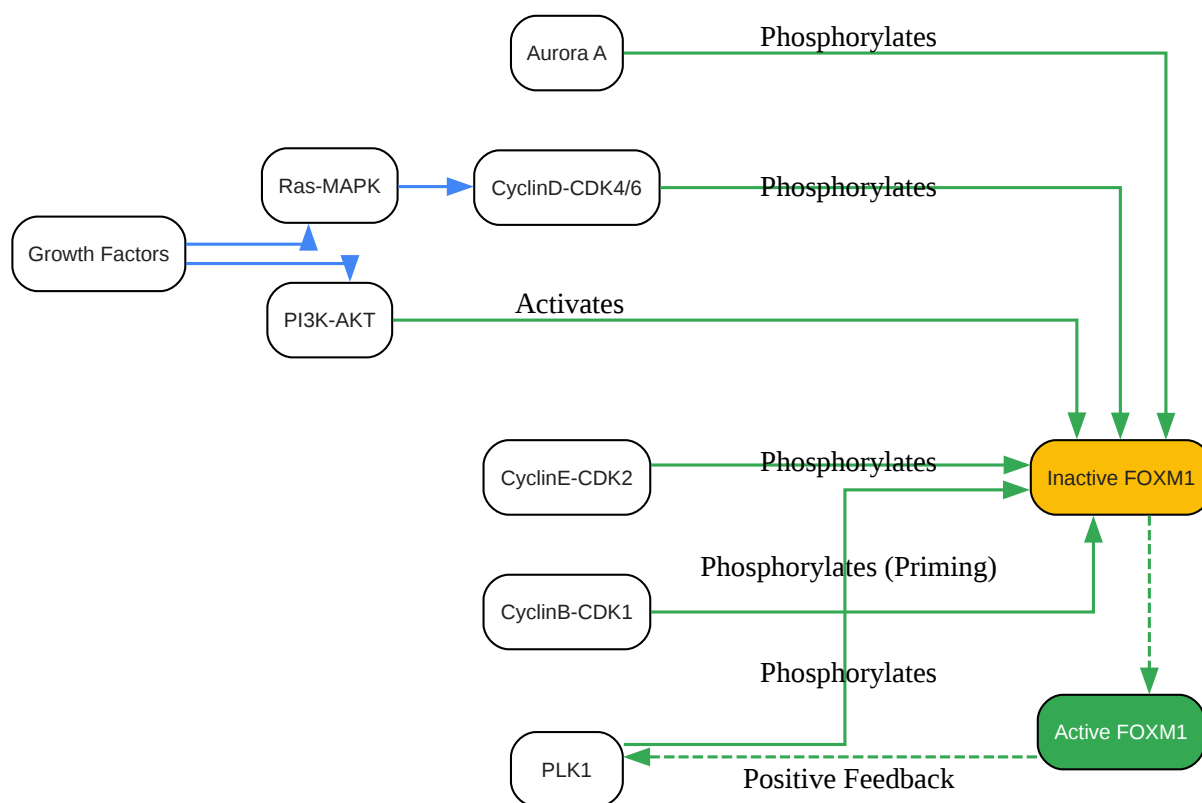 Aurora A
Phosphorylates
Ras-MAPK
CyclinD-CDK4/6
Phosphorylates
Growth Factors
PI3K-AKT
Activates
CyclinE-CDK2
Phosphorylates
Inactive FOXM1
Phosphorylates (Priming)
CyclinB-CDK1
Phosphorylates
Active FOXM1
PLK1
Positive Feedback